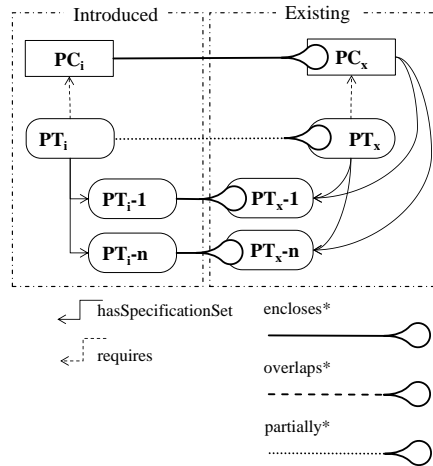 Introduced Existing
PCi PCx
PTi PTx
PTi-1 PTx-1
PTi-n PTx-n
hasSpecificationSet
requires
encloses*
overlaps*
partially*